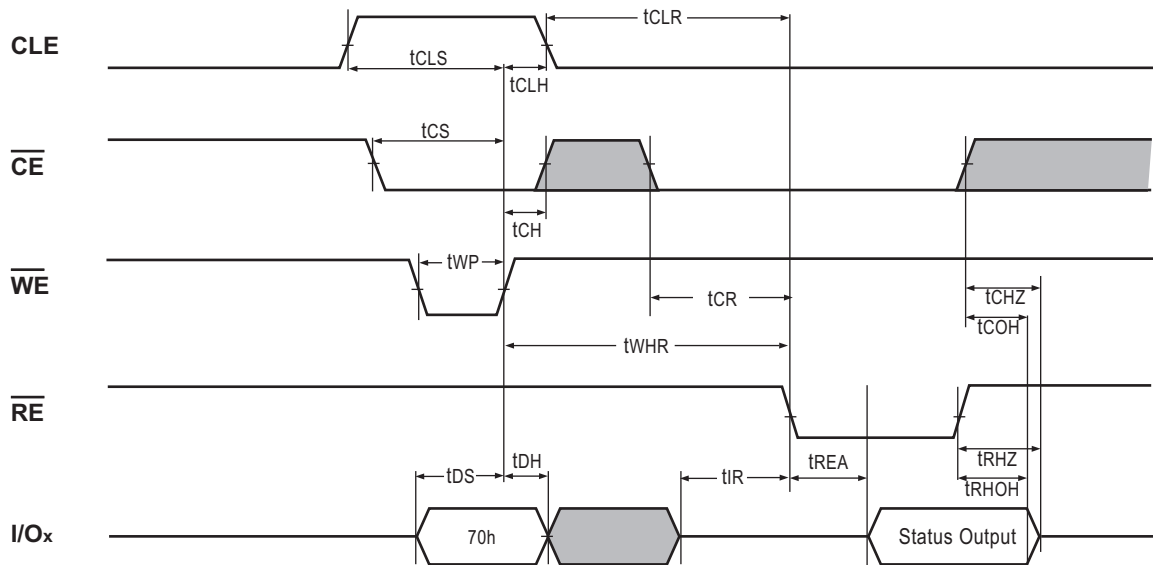 tCLR
CLE
tCLS
tCLH
tCS
CE
tCH
tWP
WE
tCR
tCHZ
tCOH
tWHR
RE
tDS
tDH
tIR
tREA
tRHZ
tRHOH
I/Ox
70h
Status Output